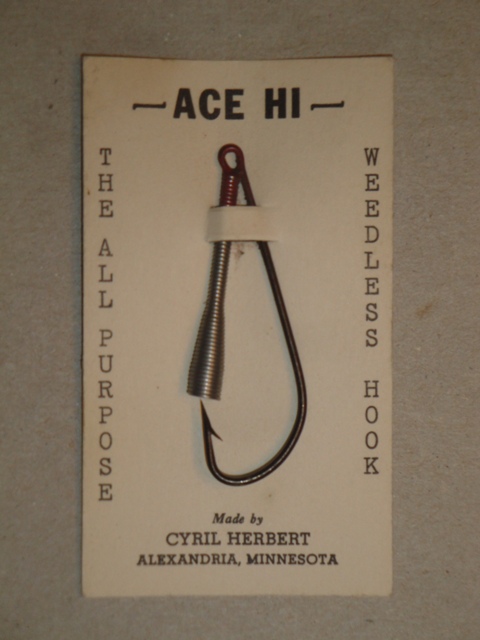 ACE HI
THE ALL PURPOSE
WEEDLESS HOOK
Made by
CYRIL HERBERT
ALEXANDRIA, MINNESOTA